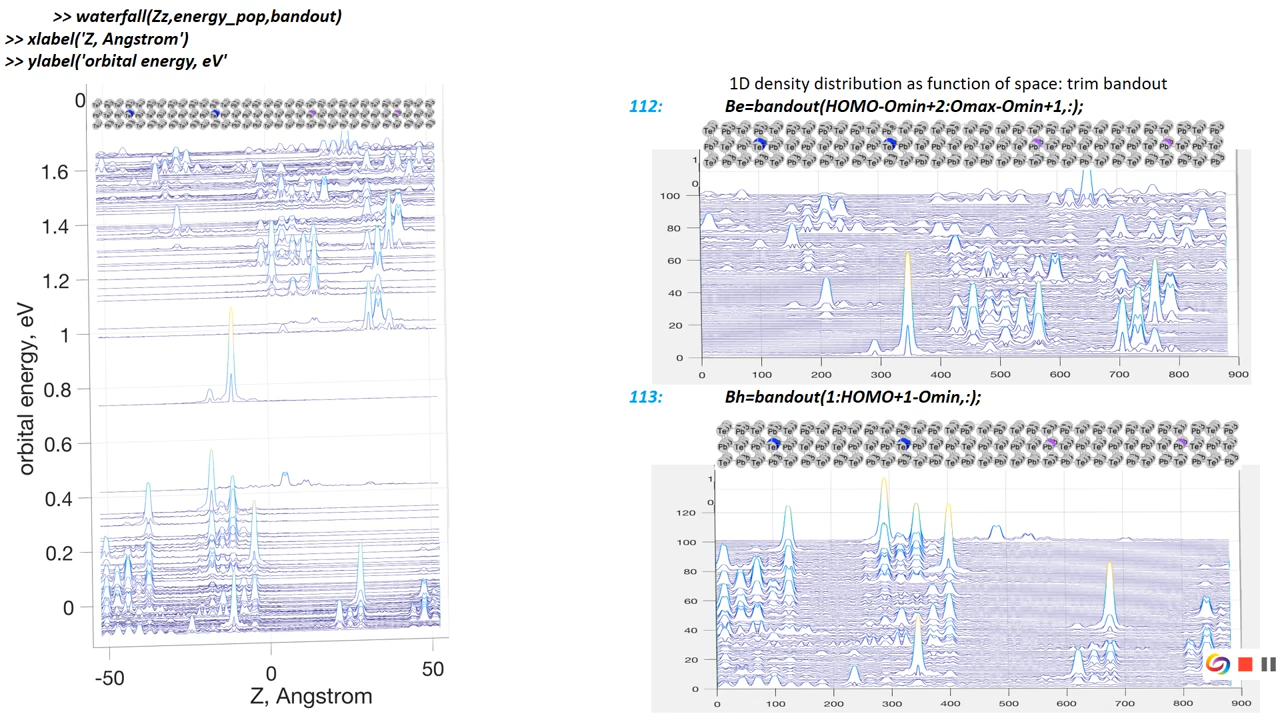 >> waterfall(Zz,energy_pop,bandout)
>> xlabel('Z, Angstrom')
>> ylabel('orbital energy, eV'
0
1.6
1.4
1.2
1
0.8
0.6
0.4
0.2
0
orbital energy, eV
-50 0 50
Z, Angstrom
1D density distribution as function of space: trim bandout
112: Be=bandout(HOMO-Omin+2:Omax-Omin+1,:);
1
0
100
80
60
40
20
0
0 100 200 300 400 500 600 700 800 900
113: Bh=bandout(1:HOMO+1-Omin,:);
1
0
120
100
80
60
40
20
0
0 100 200 300 400 500 600 700 800 900